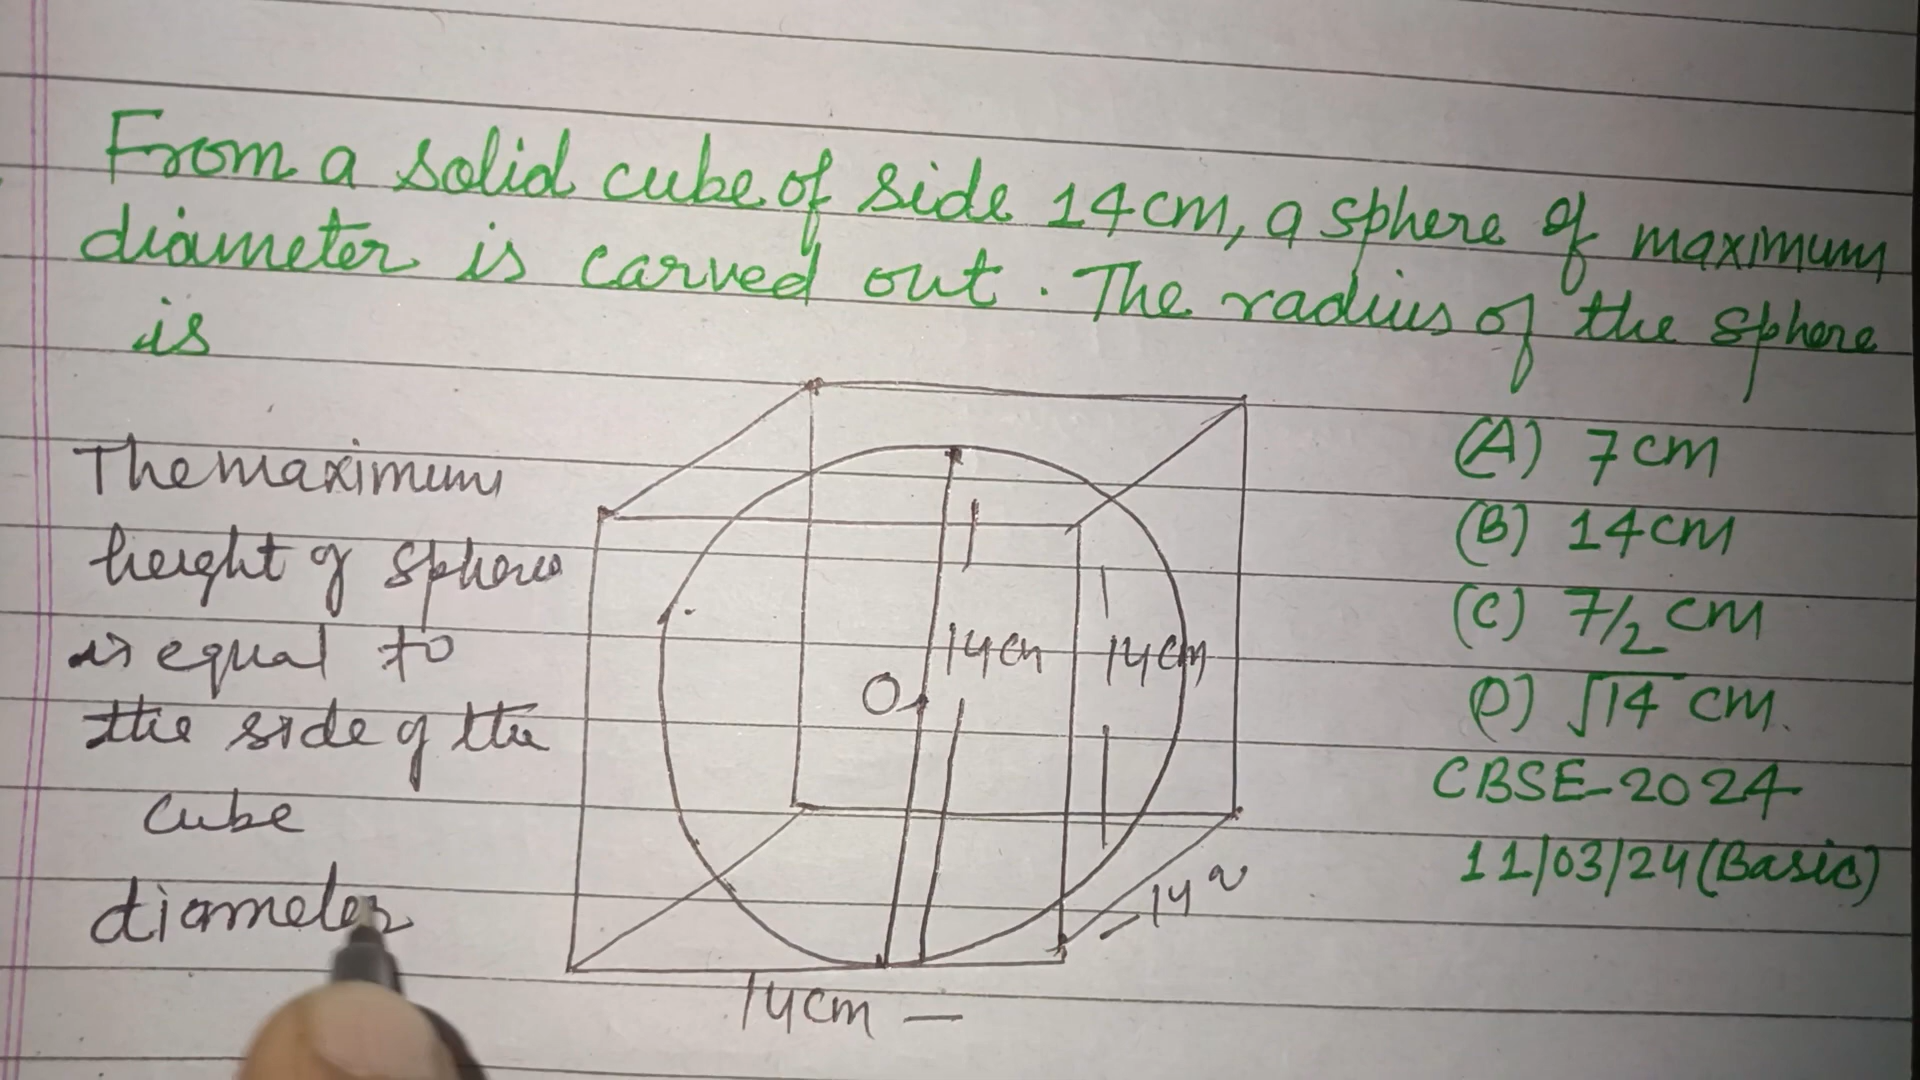 From a solid cube of side 14cm, a sphere of maximum
diameter is carved out. The radius of the sphere
is
(A) 7cm
(B) 14cm
(C) 7/2 cm
(D) √14 cm.
CBSE-2024
11/03/24 (Basic)
The maximum
height of sphere
is equal to
the side of the
cube
diameter
14cm
14cm
O
14
14cm